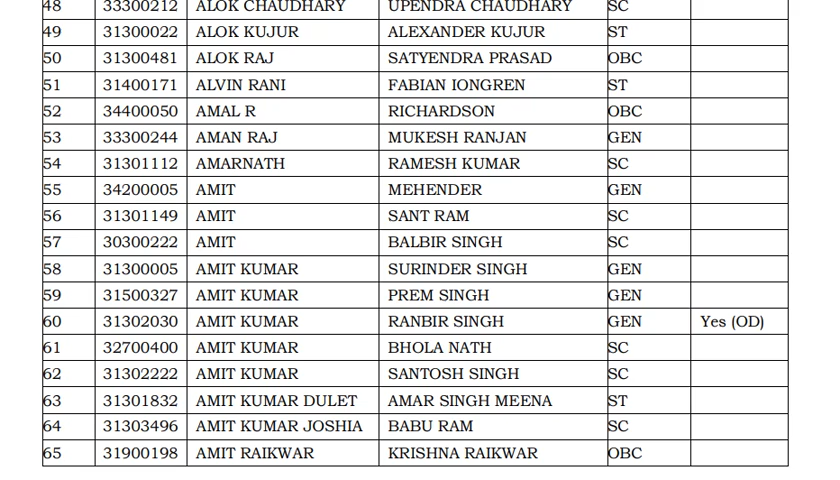 48 33300212 ALOK CHAUDHARY UPENDRA CHAUDHARY SC
49 31300022 ALOK KUJUR ALEXANDER KUJUR ST
50 31300481 ALOK RAJ SATYENDRA PRASAD OBC
51 31400171 ALVIN RANI FABIAN IONGREN ST
52 34400050 AMAL R RICHARDSON OBC
53 33300244 AMAN RAJ MUKESH RANJAN GEN
54 31301112 AMARNATH RAMESH KUMAR SC
55 34200005 AMIT MEHENDER GEN
56 31301149 AMIT SANT RAM SC
57 30300222 AMIT BALBIR SINGH SC
58 31300005 AMIT KUMAR SURINDER SINGH GEN
59 31500327 AMIT KUMAR PREM SINGH GEN
60 31302030 AMIT KUMAR RANBIR SINGH GEN Yes (OD)
61 32700400 AMIT KUMAR BHOLA NATH SC
62 31302222 AMIT KUMAR SANTOSH SINGH SC
63 31301832 AMIT KUMAR DULET AMAR SINGH MEENA ST
64 31303496 AMIT KUMAR JOSHIA BABU RAM SC
65 31900198 AMIT RAIKWAR KRISHNA RAIKWAR OBC